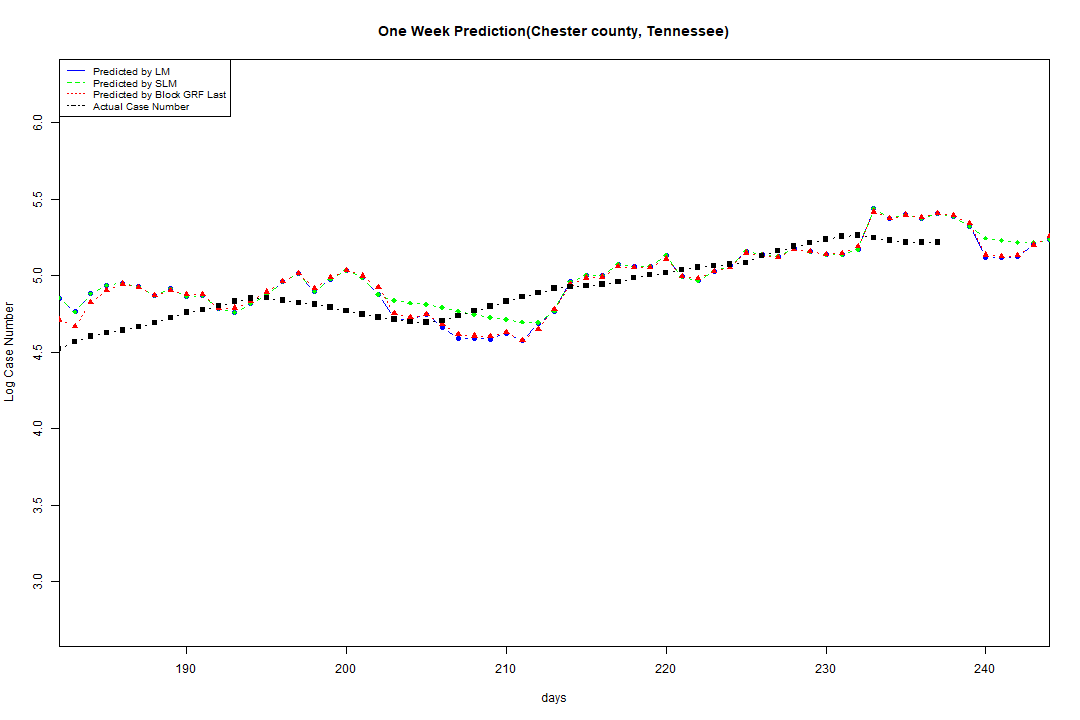 One Week Prediction(Chester county, Tennessee)
Predicted by LM
Predicted by SLM
Predicted by Block GRF Last
Actual Case Number
6.0
5.5
5.0
4.5
4.0
3.5
3.0
Log Case Number
190 200 210 220 230 240
days